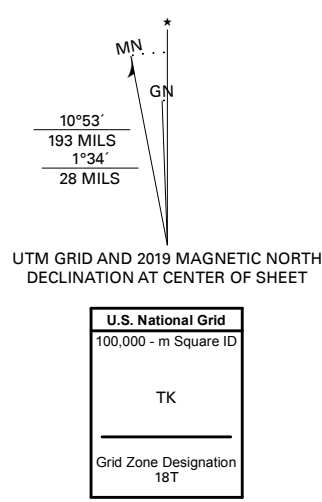 MN
GN
10°53´
193 MILS
1°34´
28 MILS
UTM GRID AND 2019 MAGNETIC NORTH
DECLINATION AT CENTER OF SHEET
U.S. National Grid
100,000 - m Square ID
TK
Grid Zone Designation
18T